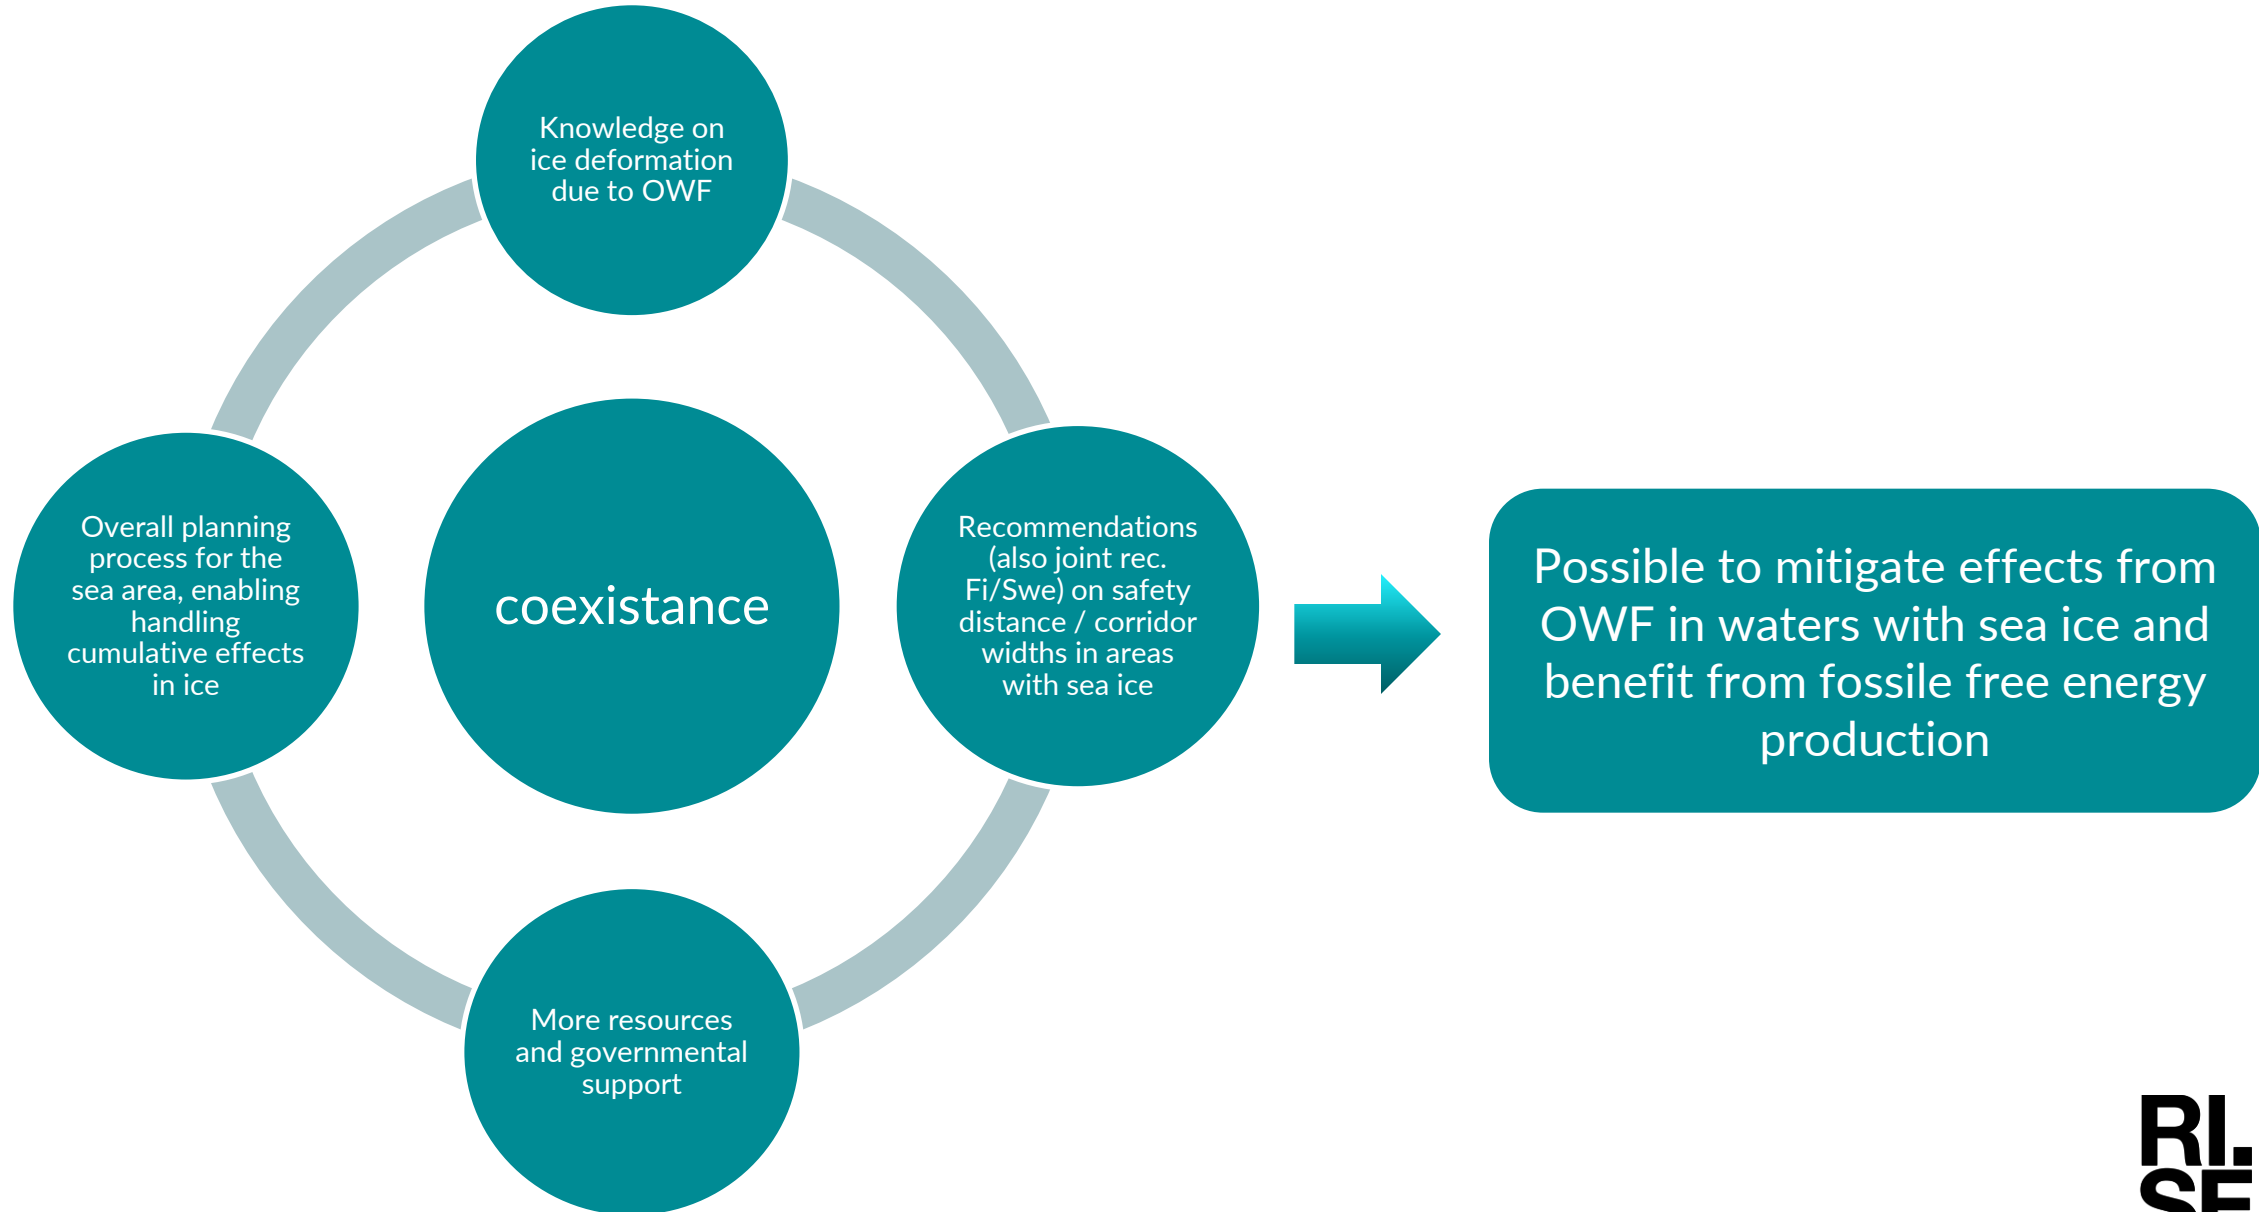 Knowledge on
ice deformation
due to OWF
Overall planning
process for the
sea area, enabling
handling
cumulative effects
in ice
coexistance
Recommendations
(also joint rec.
Fi/Swe) on safety
distance / corridor
widths in areas
with sea ice
More resources
and governmental
support
Possible to mitigate effects from
OWF in waters with sea ice and
benefit from fossile free energy
production
RI.
SE